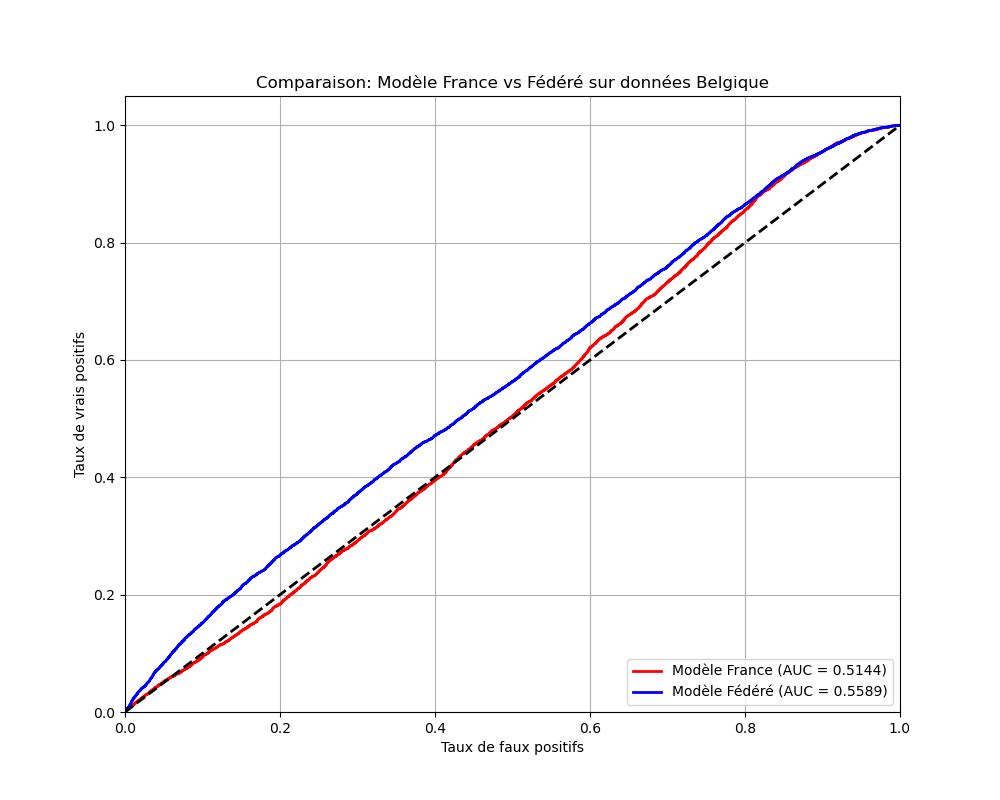 Comparaison: Modèle France vs Fédéré sur données Belgique
1.0
0.8
0.6
0.4
0.2
0.0
Taux de vrais positifs
Modèle France (AUC = 0.5144)
Modèle Fédéré (AUC = 0.5589)
0.0 0.2 0.4 0.6 0.8 1.0
Taux de faux positifs